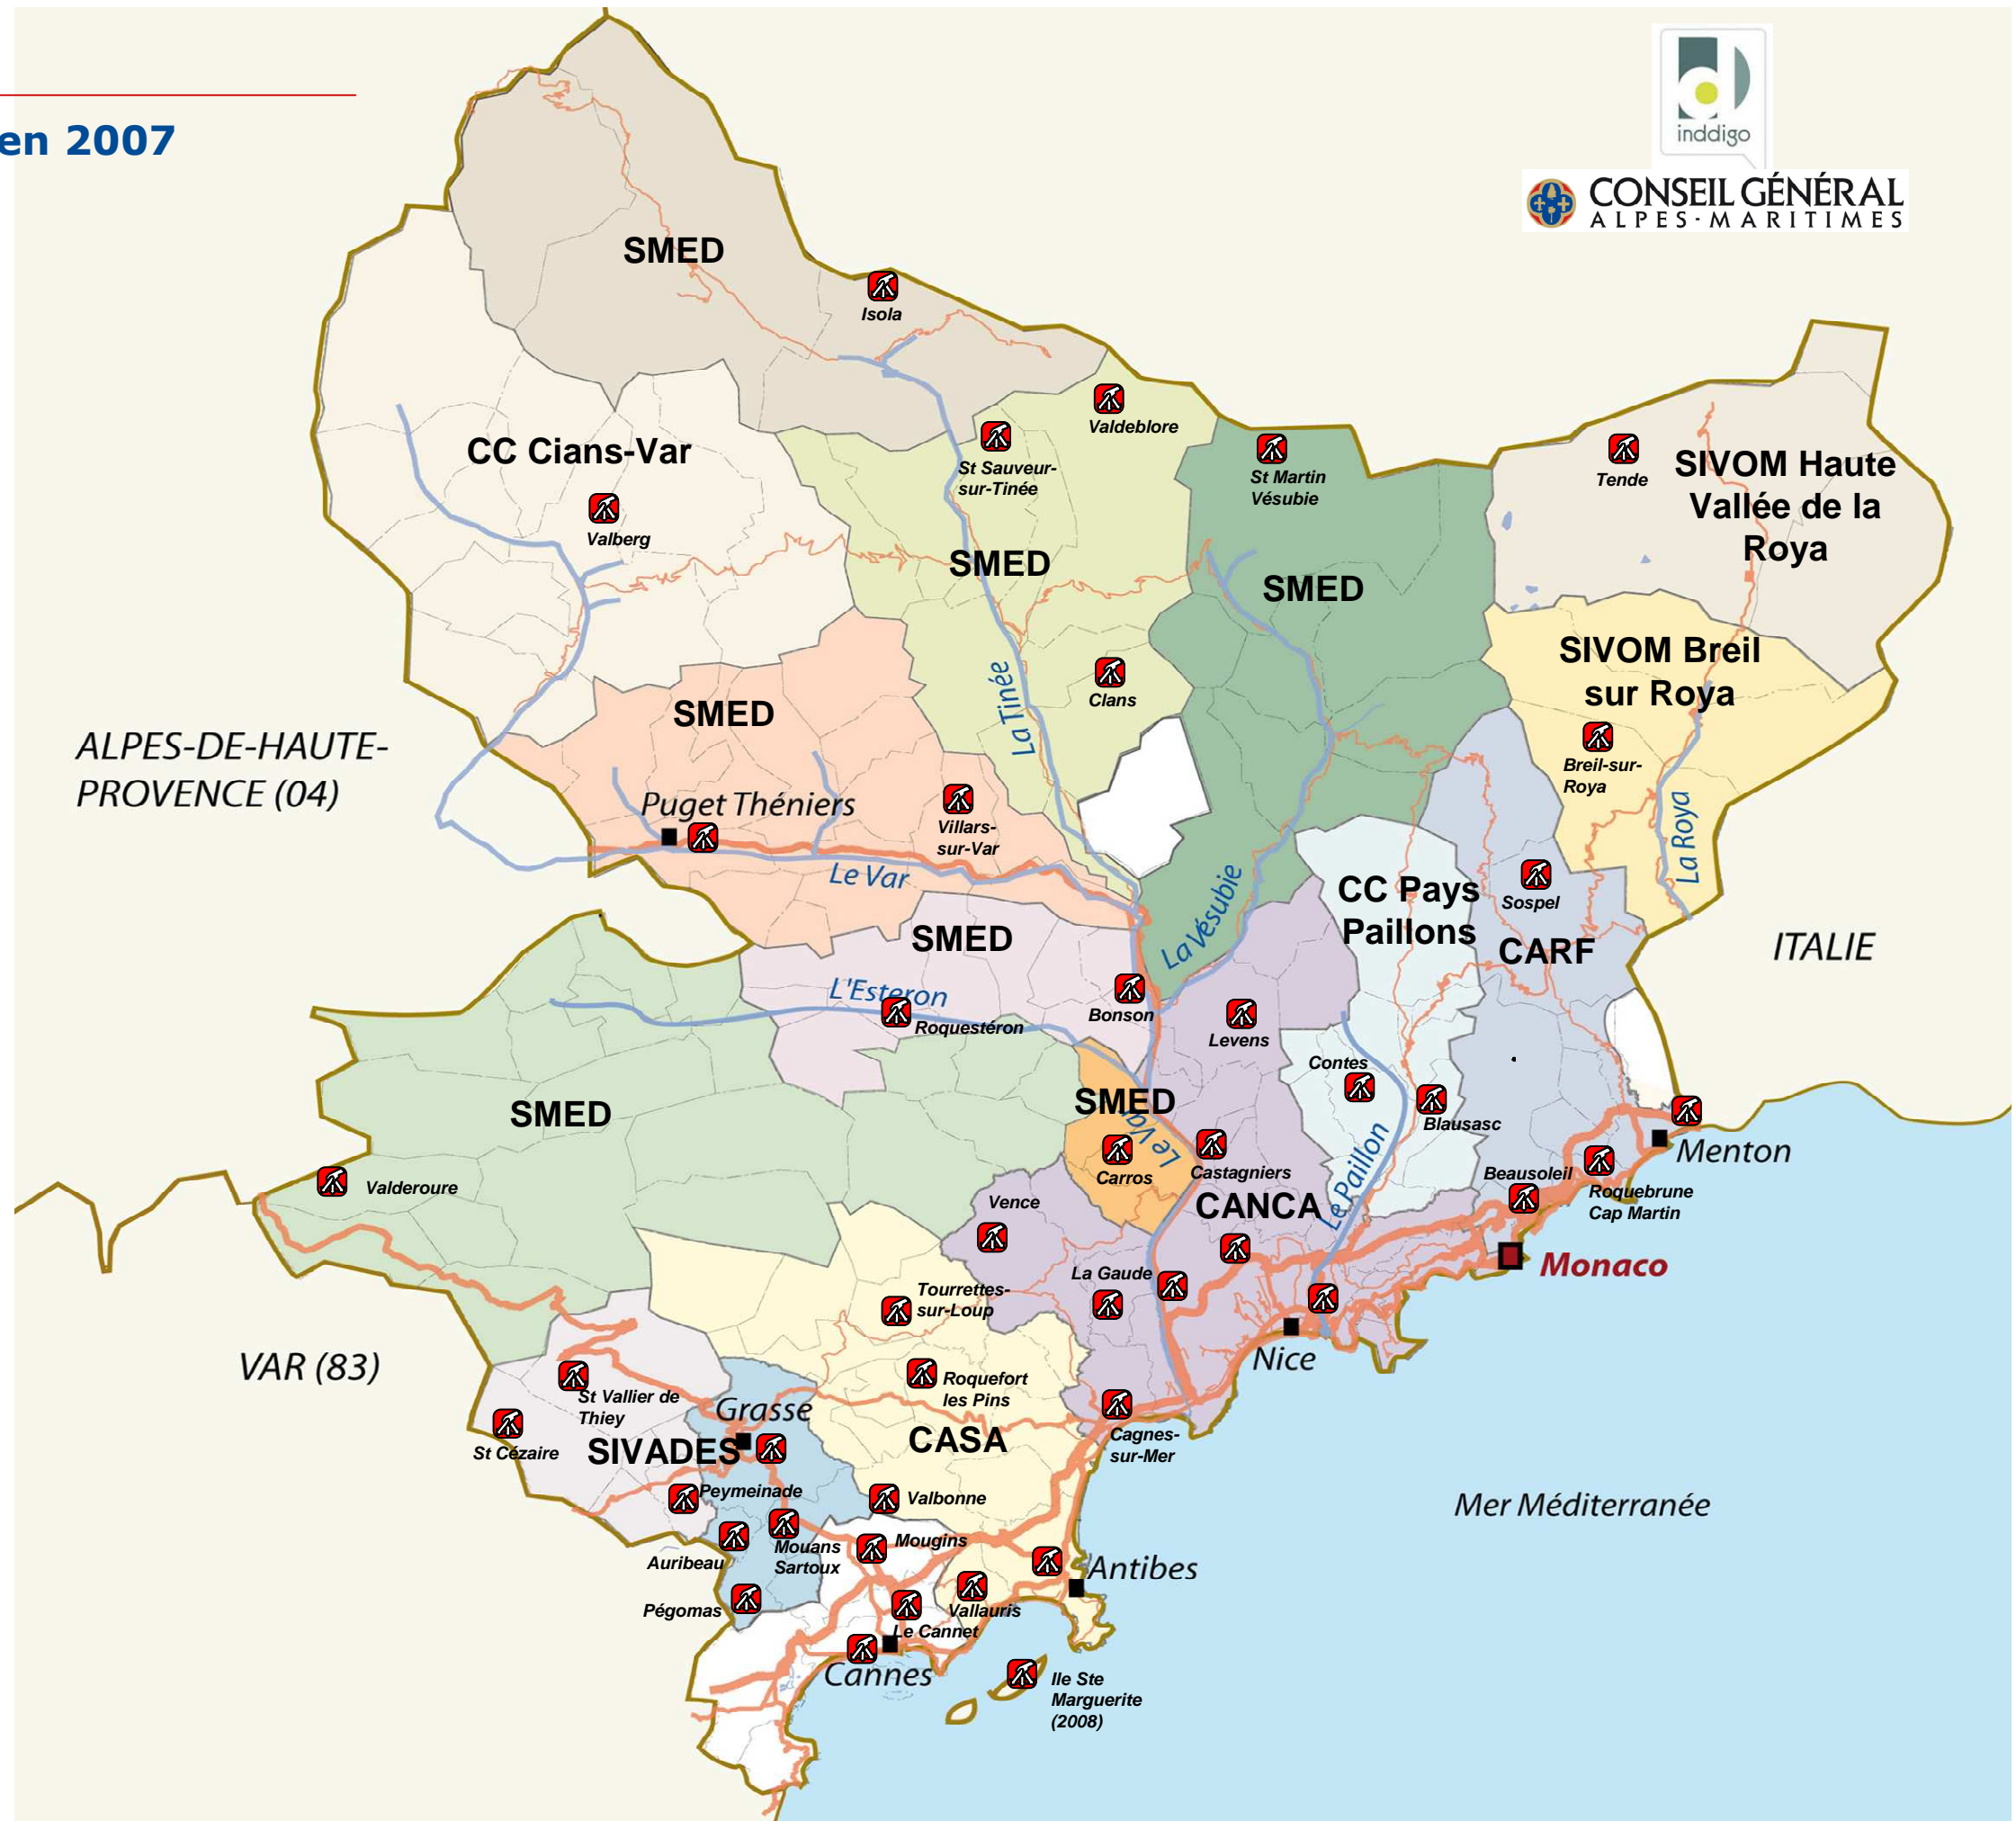 en 2007
inddigo
CONSEIL GÉNÉRAL
ALPES-MARITIMES
SMED
Isola
CC Cians-Var
Valberg
St Sauveur-
sur-Tinée
Valdeblore
St Martin
Vésubie
Tende
SIVOM Haute
Vallée de la
Roya
SMED
SMED
SIVOM Breil
sur Roya
Breil-sur-
Roya
La Roya
Clans
La Tinée
SMED
ALPES-DE-HAUTE-
PROVENCE (04)
Puget Théniers
Villars-
sur-Var
Le Var
La Vésubie
CC Pays
Paillons
Sospel
CARF
ITALIE
SMED
L'Esteron
Roquestéron
Bonson
Levens
Contes
Blausasc
SMED
SMED
Le Var
Carros
Castagniers
CANCA
Le Paillon
Beausoleil
Menton
Roquebrune
Cap Martin
Monaco
Valderoure
Vence
La Gaude
Tourrettes-
sur-Loup
Nice
VAR (83)
St Vallier de
Thiey
Grasse
Roquefort
les Pins
CASA
Cagnes-
sur-Mer
St Cézaire
SIVADES
Peymeinade
Valbonne
Mer Méditerranée
Auribeau
Mouans
Sartoux
Mougins
Antibes
Pégomas
Vallauris
Le Cannet
Cannes
Ile Ste
Marguerite
(2008)